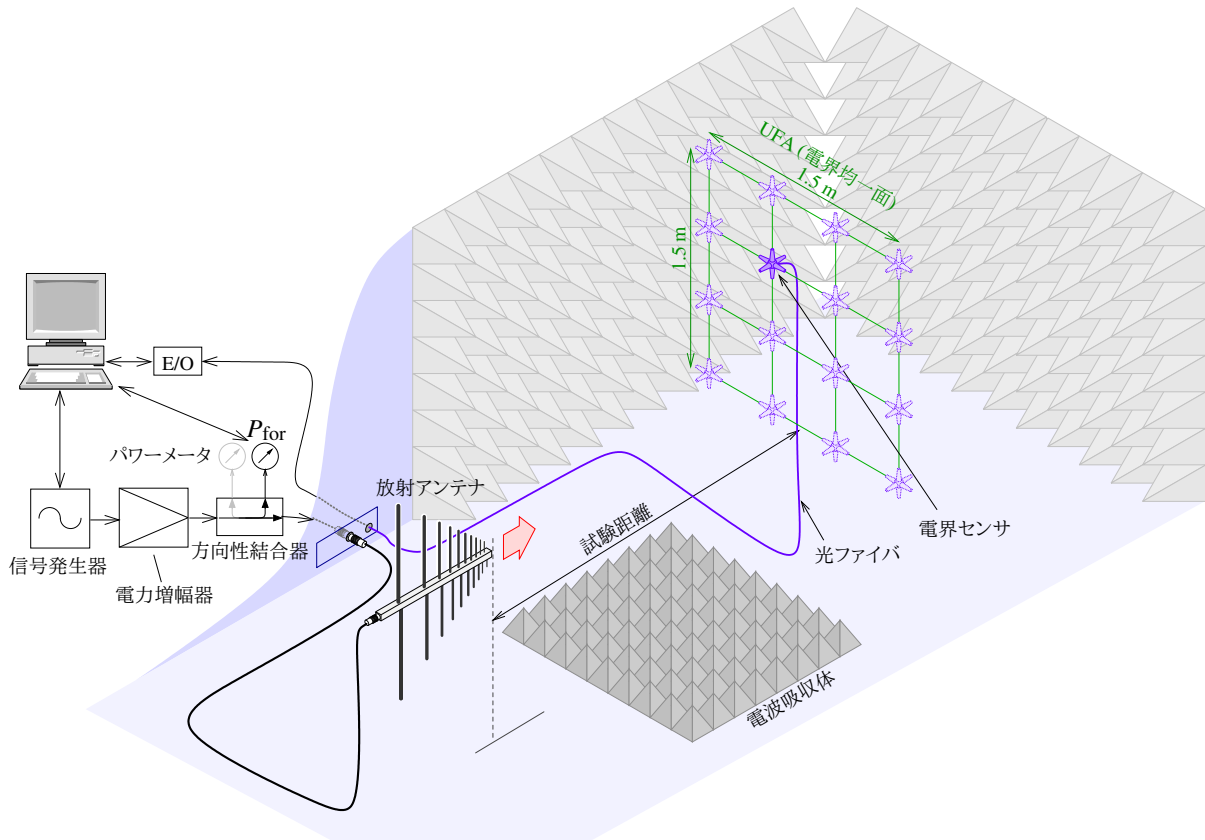 UFA (電界均一面)
1.5 m
1.5 m
E/O
Pfor
パワーメータ
放射アンテナ
方向性結合器
信号発生器
電力増幅器
試験距離
電界センサ
光ファイバ
電波吸収体